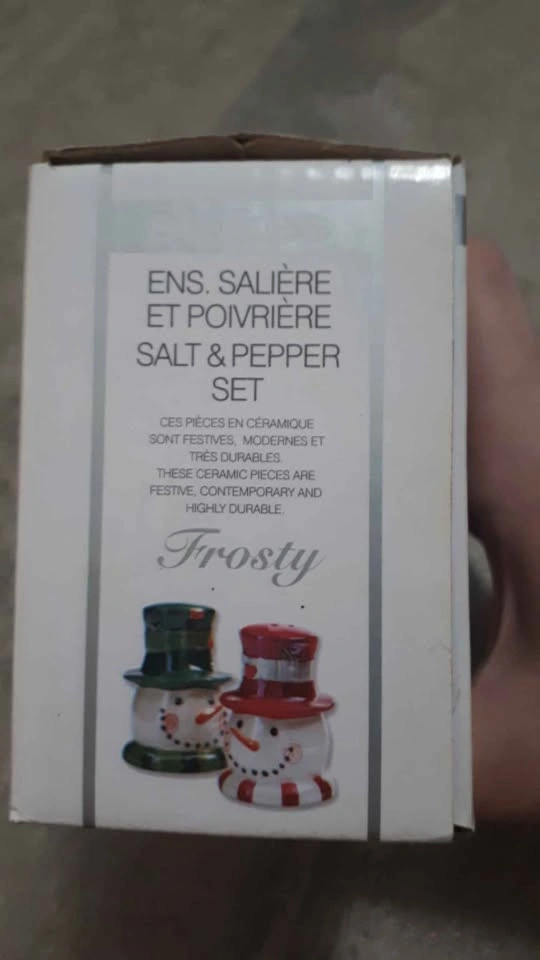 ENS. SALIÈRE
ET POIVRIÈRE
SALT & PEPPER
SET
CES PIÈCES EN CÉRAMIQUE
SONT FESTIVES, MODERNES ET
TRÈS DURABLES.
THESE CERAMIC PIECES ARE
FESTIVE, CONTEMPORARY AND
HIGHLY DURABLE.
Frosty